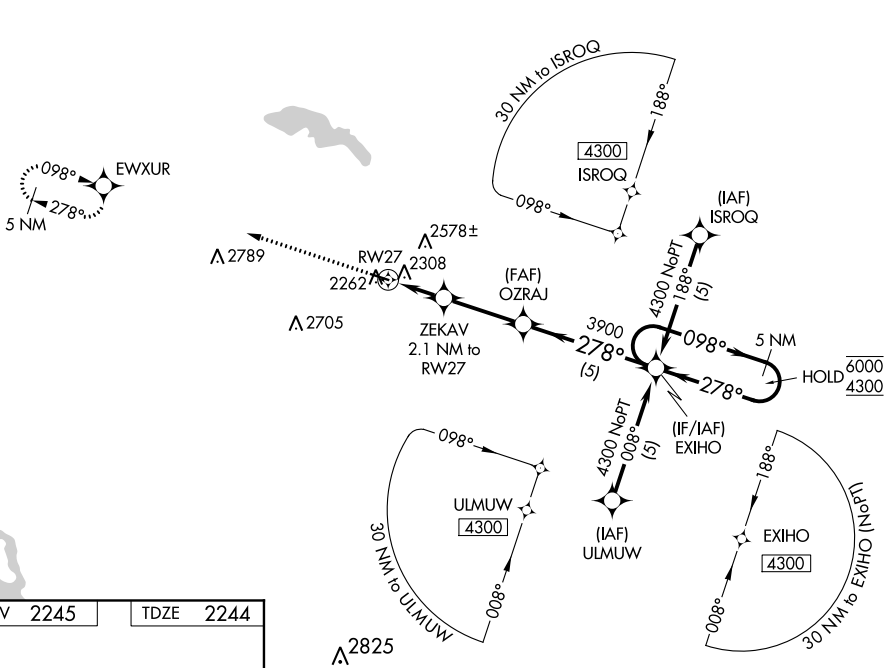 30 NM to ISROQ
188°
4300
ISROQ
098°
098°
EWXUR
278°
5 NM
(IAF)
ISROQ
2578±
2789
RW27
2308
2262
(FAF)
OZRAJ
4300 NoPT
188°
(5)
2705
ZEKAV
2.1 NM to
RW27
3900
278°
(5)
098°
5 NM
278°
HOLD
6000
4300
(IF/IAF)
EXIHO
4300 NoPT
008°
(5)
098°
188°
ULMUW
4300
(IAF)
ULMUW
EXIHO
4300
30 NM to ULMUW
008°
008°
30 NM to EXIHO (NoPT)
V 2245
TDZE 2244
2825